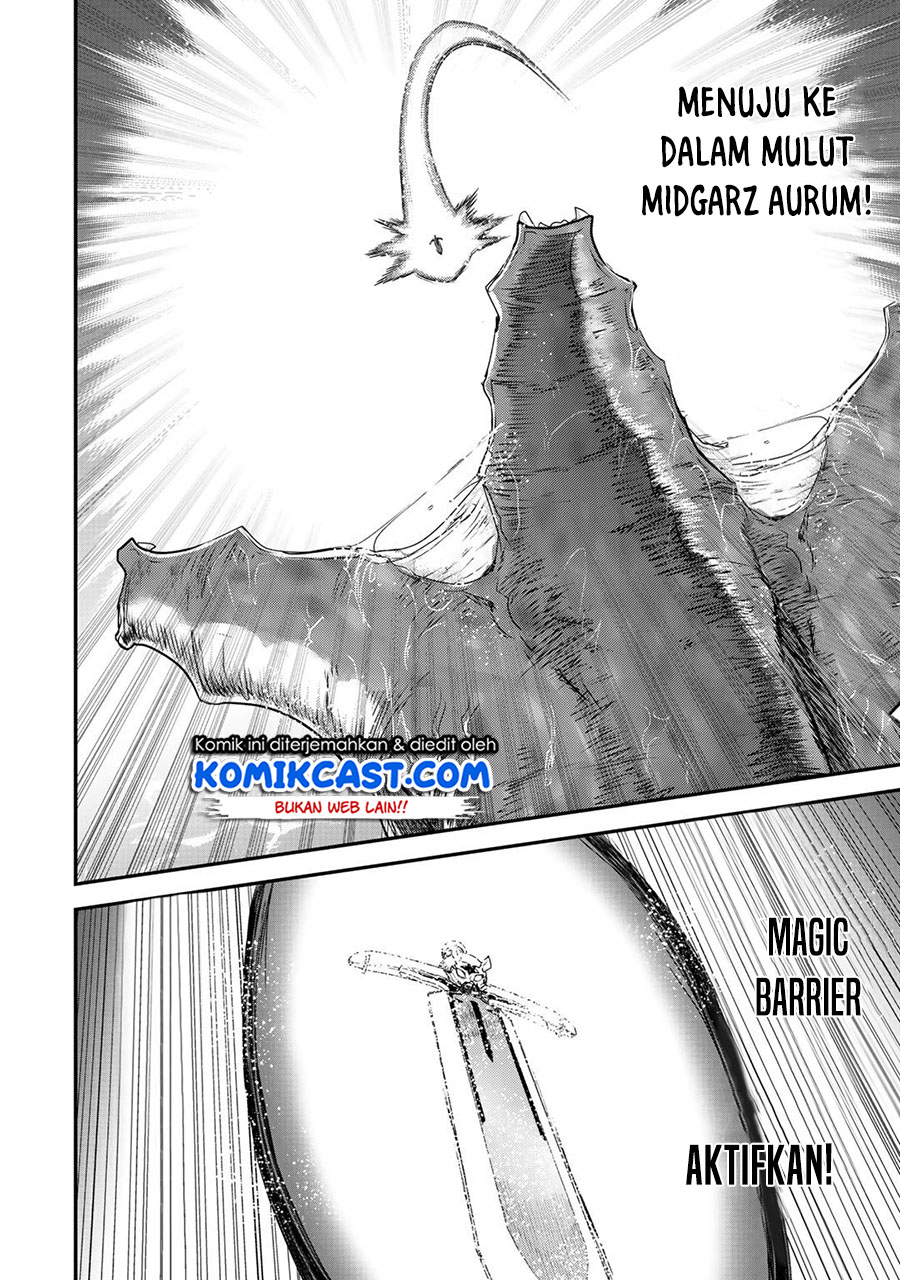 MENUJU KE
DALAM MULUT
MIDGARZ AURUM!
Komik ini diterjemahkan & diedit oleh
KOMIKCAST.COM
BUKAN WEB LAIN!!
MAGIC
BARRIER
AKTIFKAN!